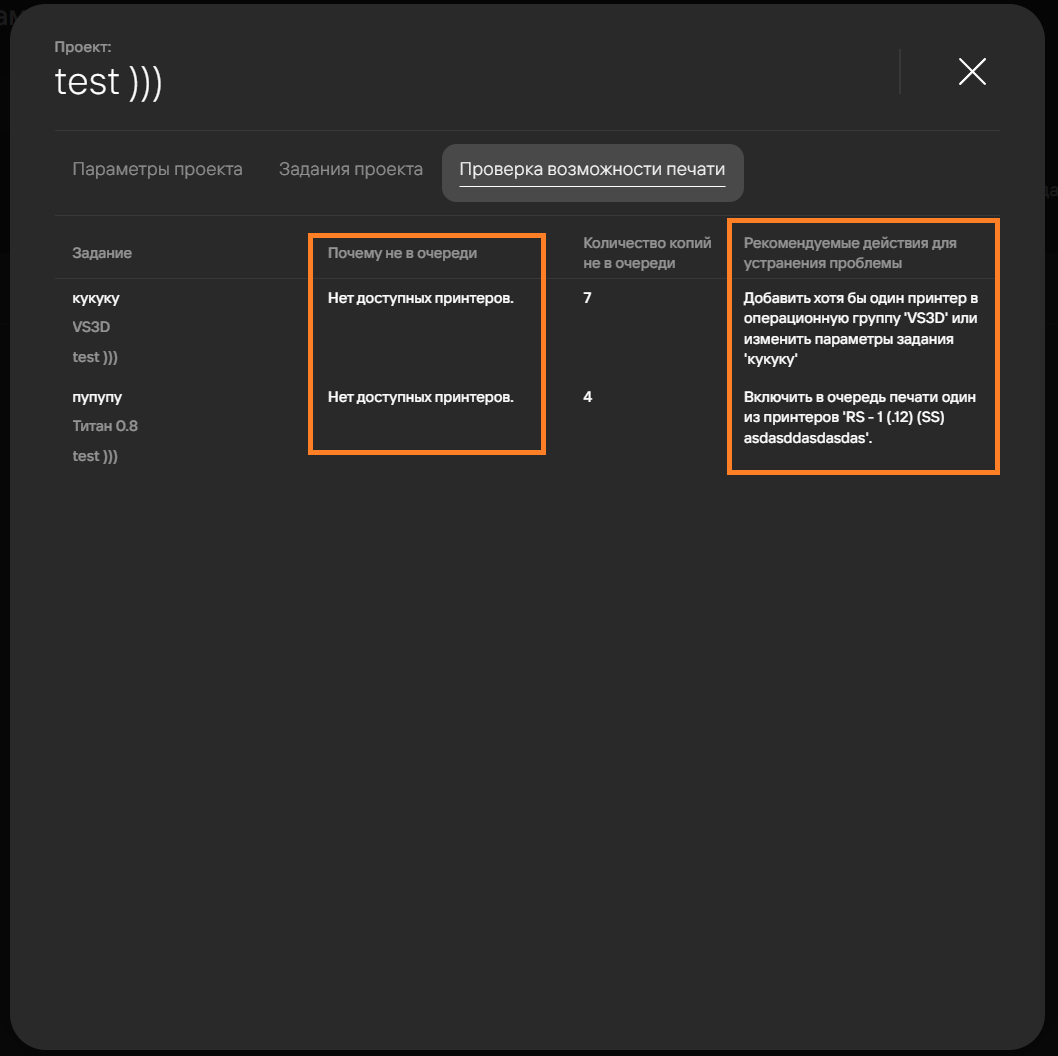 Проект:
test )))
Параметры проекта
Задания проекта
Проверка возможности печати
Задание
Почему не в очереди
Количество копий
не в очереди
Рекомендуемые действия для
устранения проблемы
кукуку
VS3D
test )))
Нет доступных принтеров.
7
Добавить хотя бы один принтер в
операционную группу 'VS3D' или
изменить параметры задания
'кукуку'
пупупу
Титан 0.8
test )))
Нет доступных принтеров.
4
Включить в очередь печати один
из принтеров 'RS - 1 (.12) (SS)
asdasddasdasdas'.